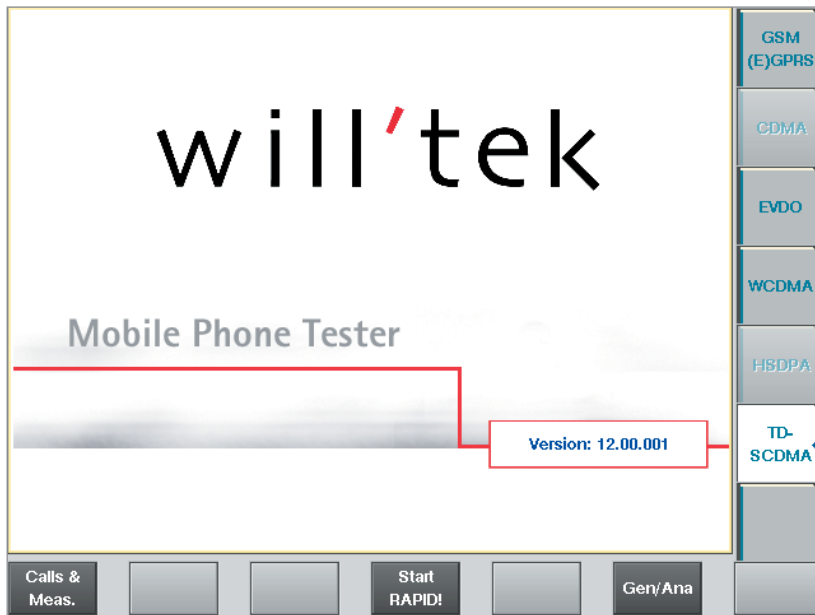 will'tek
Mobile Phone Tester
Version: 12.00.001
GSM
(E)GPRS
CDMA
EVDO
WCDMA
HSDPA
TD-
SCDMA
Calls &
Meas.
Start
RAPID!
Gen/Ana